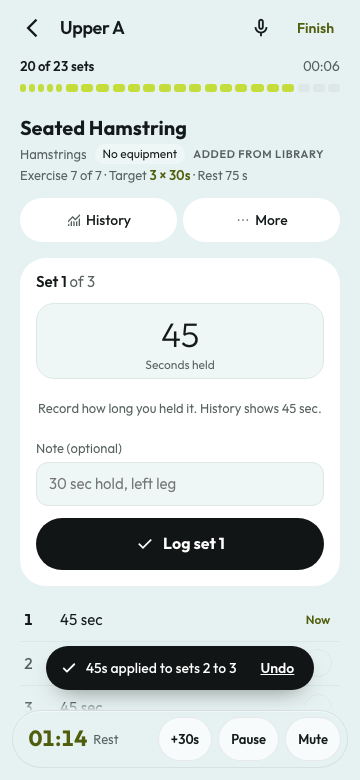 Upper A
Finish
20 of 23 sets
00:06
Seated Hamstring
Hamstrings No equipment ADDED FROM LIBRARY
Exercise 7 of 7 · Target 3 × 30s · Rest 75 s
History
More
Set 1 of 3
45
Seconds held
Record how long you held it. History shows 45 sec.
Note (optional)
30 sec hold, left leg
Log set 1
1 45 sec Now
2
45s applied to sets 2 to 3 Undo
3 45 sec
01:14 Rest
+30s
Pause
Mute